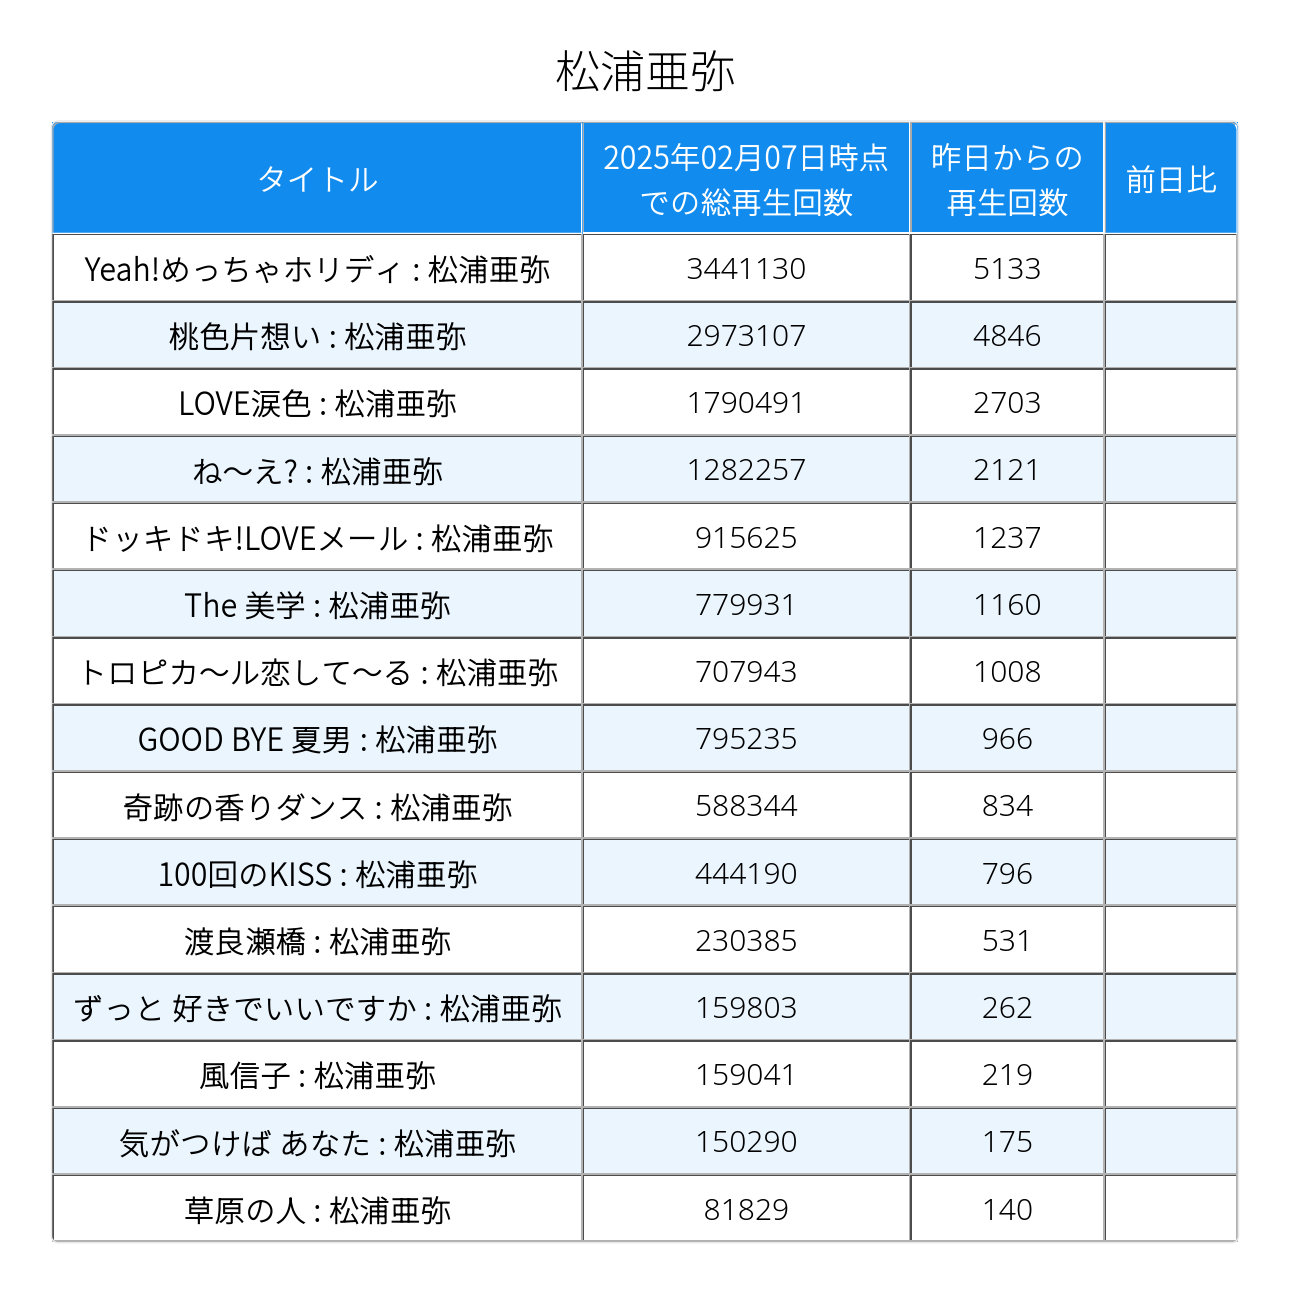 松浦亜弥
タイトル 2025年02月07日時点での総再生回数 昨日からの再生回数 前日比
Yeah!めっちゃホリディ : 松浦亜弥 3441130 5133
桃色片想い : 松浦亜弥 2973107 4846
LOVE涙色 : 松浦亜弥 1790491 2703
ね〜え? : 松浦亜弥 1282257 2121
ドッキドキ!LOVEメール : 松浦亜弥 915625 1237
The 美学 : 松浦亜弥 779931 1160
トロピカ〜ル恋して〜る : 松浦亜弥 707943 1008
GOOD BYE 夏男 : 松浦亜弥 795235 966
奇跡の香りダンス : 松浦亜弥 588344 834
100回のKISS : 松浦亜弥 444190 796
渡良瀬橋 : 松浦亜弥 230385 531
ずっと 好きでいいですか : 松浦亜弥 159803 262
風信子 : 松浦亜弥 159041 219
気がつけば あなた : 松浦亜弥 150290 175
草原の人 : 松浦亜弥 81829 140